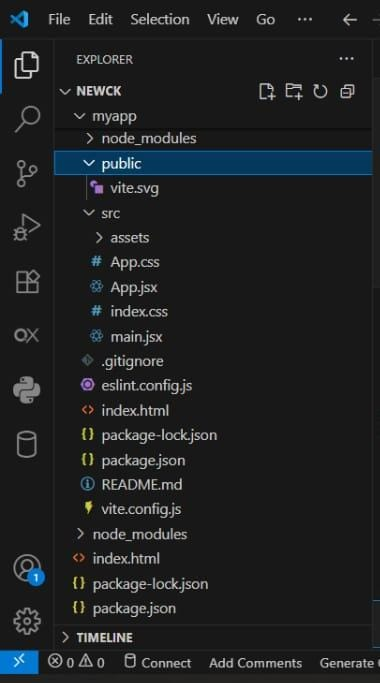 File Edit Selection View Go ...
EXPLORER ...
NEWCK
myapp
node_modules
public
vite.svg
src
assets
# App.css
App.jsx
# index.css
main.jsx
.gitignore
eslint.config.js
<> index.html
{} package-lock.json
{} package.json
README.md
vite.config.js
node_modules
<> index.html
{} package-lock.json
{} package.json
1
TIMELINE
0 0 Connect Add Comments Generate